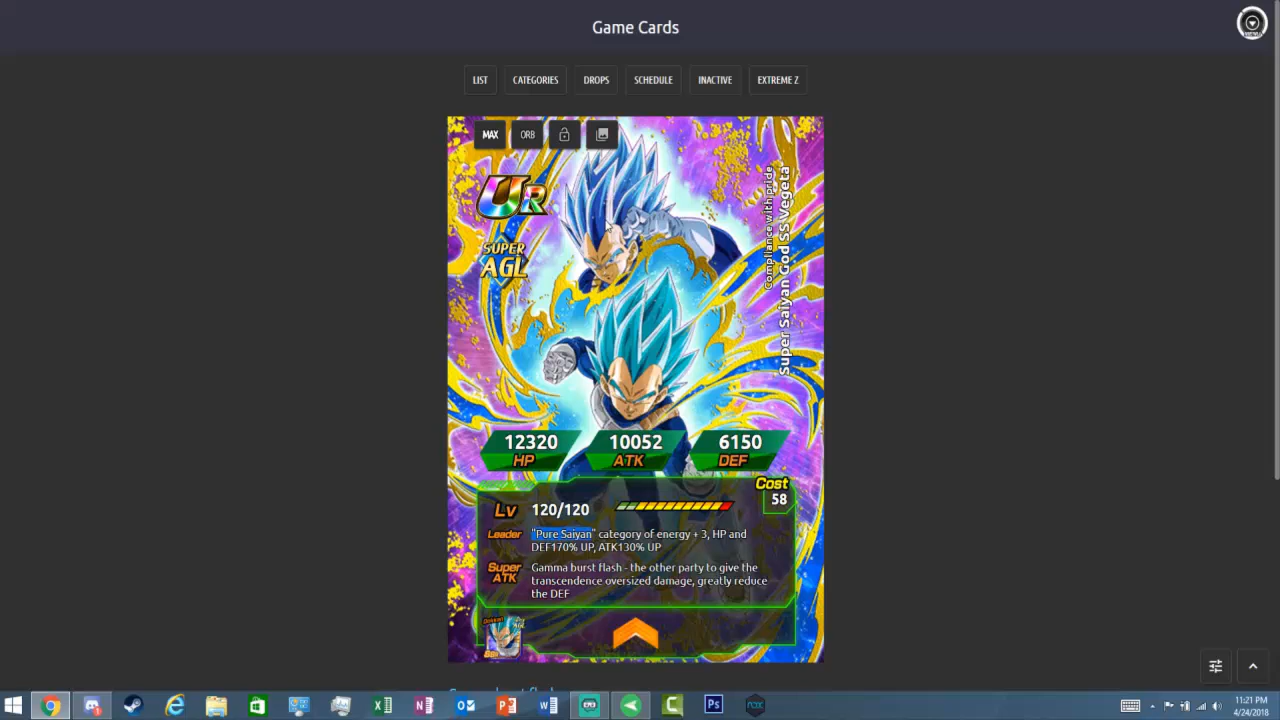 Game Cards
LIST
CATEGORIES
DROPS
SCHEDULE
INACTIVE
EXTREME Z
MAX
ORB
UR
SUPER
AGL
Compliance with pride
Super Saiyan God SS Vegeta
12320
HP
10052
ATK
6150
DEF
Cost
58
Lv
120/120
Leader
"Pure Saiyan" category of energy + 3, HP and
DEF170% UP, ATK130% UP
Super
ATK
Gamma burst flash - the other party to give the
transcendence oversized damage, greatly reduce
the DEF
11:21 PM
4/24/2018